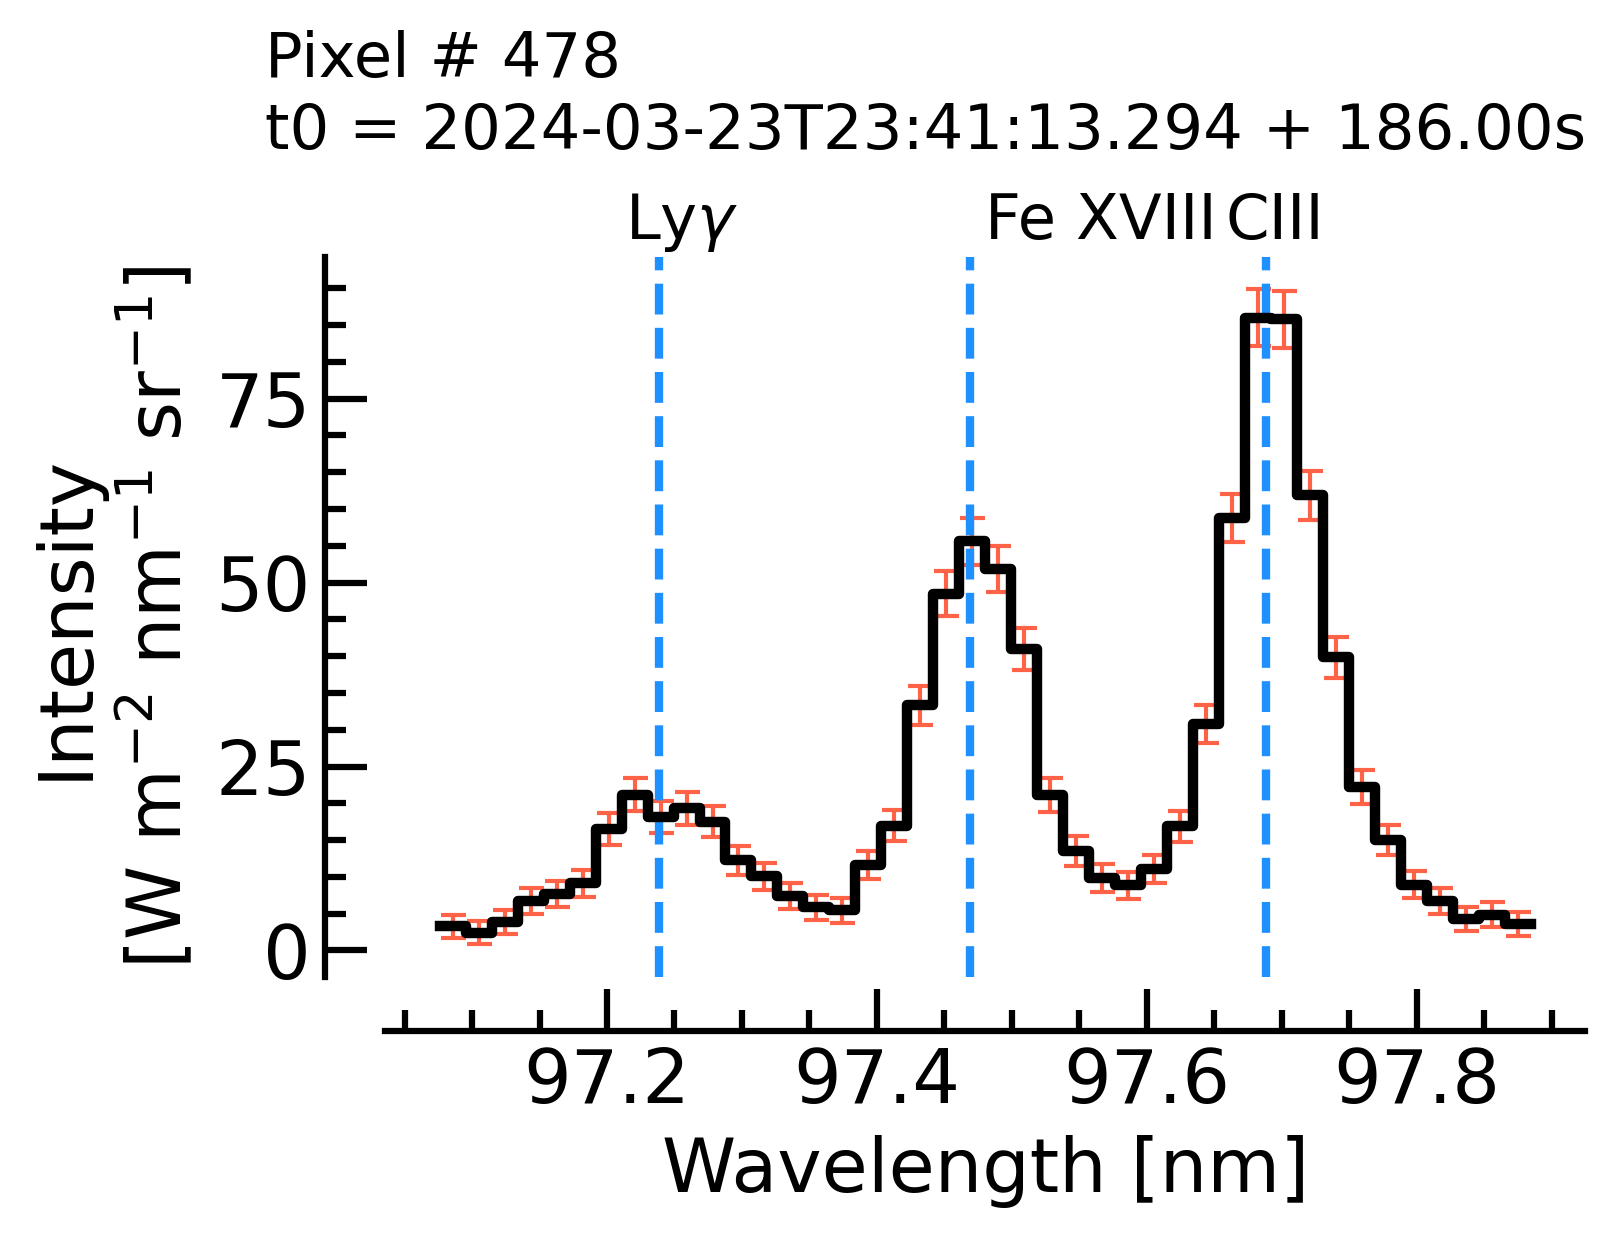 Pixel # 478
t0 = 2024-03-23T23:41:13.294 + 186.00s
Lyγ Fe XVIII CIII
Intensity
[W m⁻² nm⁻¹ sr⁻¹]
75
50
25
0
97.2 97.4 97.6 97.8
Wavelength [nm]